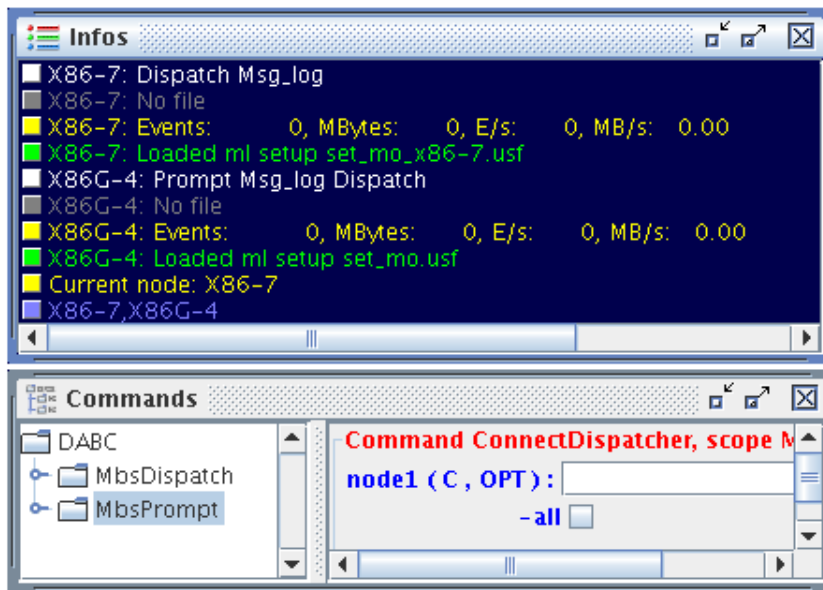 Infos
X86-7: Dispatch Msg_log
X86-7: No file
X86-7: Events: 0, MBytes: 0, E/s: 0, MB/s: 0.00
X86-7: Loaded ml setup set_mo_x86-7.usf
X86G-4: Prompt Msg_log Dispatch
X86G-4: No file
X86G-4: Events: 0, MBytes: 0, E/s: 0, MB/s: 0.00
X86G-4: Loaded ml setup set_mo.usf
Current node: X86-7
X86-7,X86G-4
Commands
DABC
MbsDispatch
MbsPrompt
Command ConnectDispatcher, scope M
node1 ( C , OPT ) :
-all